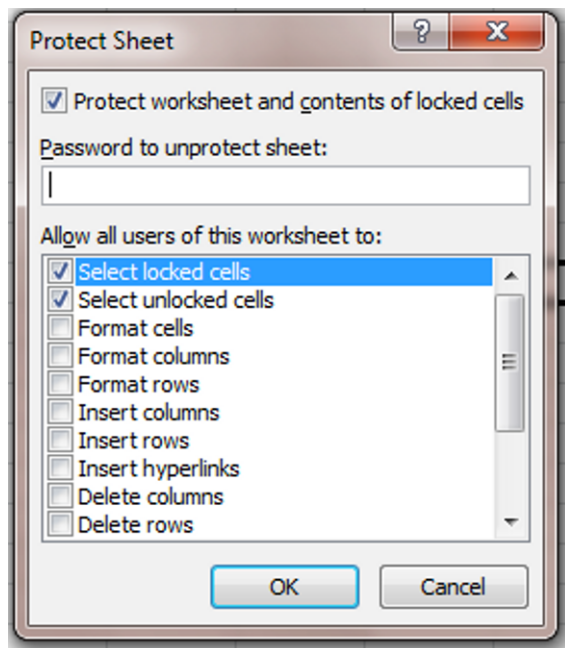 Protect Sheet
Protect worksheet and contents of locked cells
Password to unprotect sheet:
Allow all users of this worksheet to:
Select locked cells
Select unlocked cells
Format cells
Format columns
Format rows
Insert columns
Insert rows
Insert hyperlinks
Delete columns
Delete rows
OK Cancel